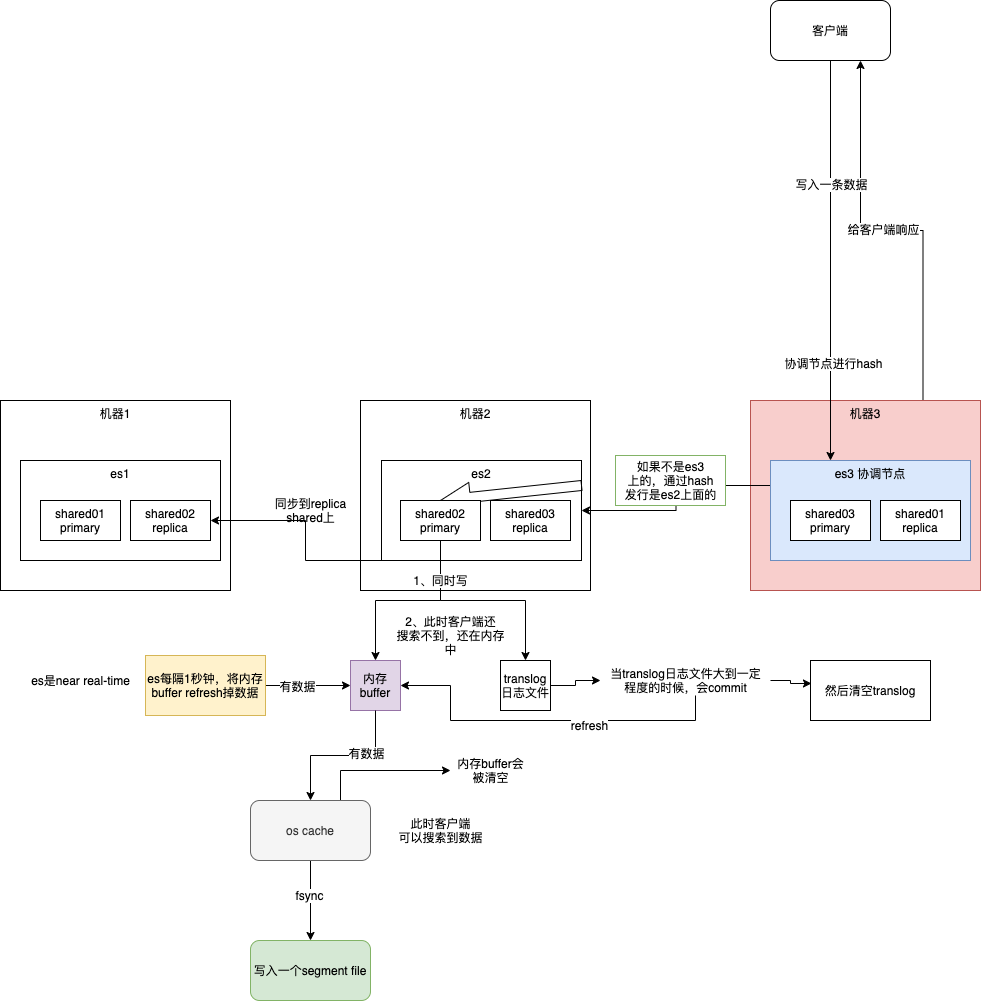 客户端
写入一条数据
给客户端响应
协调节点进行hash
机器1
机器2
机器3
es1
shared01
primary
shared02
replica
同步到replica
shared上
es2
shared02
primary
shared03
replica
如果不是es3
上的，通过hash
发行是es2上面的
es3 协调节点
shared03
primary
shared01
replica
1、同时写
2、此时客户端还
搜索不到，还在内存
中
es是near real-time
es每隔1秒钟，将内存
buffer refresh掉数据
有数据
内存
buffer
translog
日志文件
当translog日志文件大到一定
程度的时候，会commit
然后清空translog
refresh
有数据
内存buffer会
被清空
os cache
此时客户端
可以搜索到数据
fsync
写入一个segment file